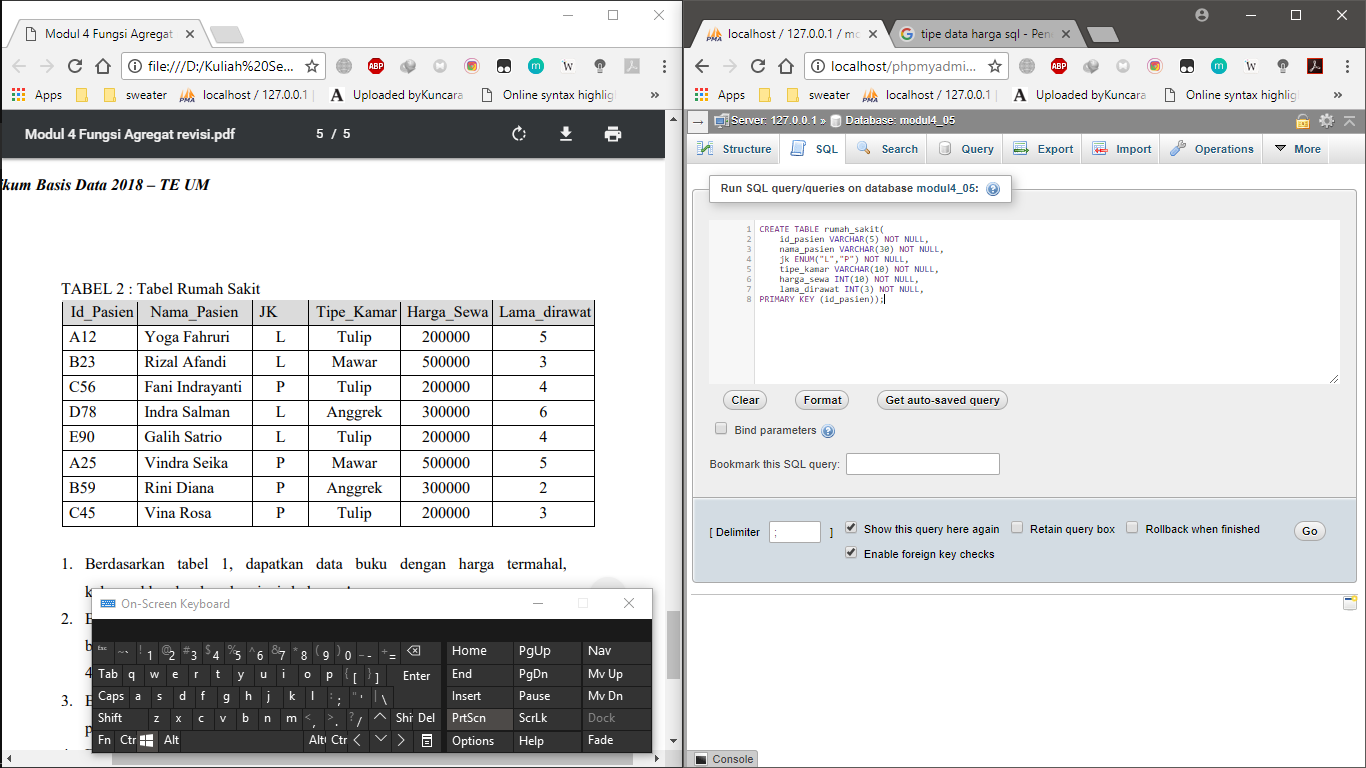 Modul 4 Fungsi Agregat
file:///D:/Kuliah%20Se...
ABP
m
W
Apps
sweater
localhost / 127.0.0.1
A Uploaded byKuncara
Online syntax highlig
»
Modul 4 Fungsi Agregat revisi.pdf
5 / 5
kum Basis Data 2018 – TE UM
TABEL 2 : Tabel Rumah Sakit
Id_Pasien Nama_Pasien JK Tipe_Kamar Harga_Sewa Lama_dirawat
A12 Yoga Fahruri L Tulip 200000 5
B23 Rizal Afandi L Mawar 500000 3
C56 Fani Indrayanti P Tulip 200000 4
D78 Indra Salman L Anggrek 300000 6
E90 Galih Satrio L Tulip 200000 4
A25 Vindra Seika P Mawar 500000 5
B59 Rini Diana P Anggrek 300000 2
C45 Vina Rosa P Tulip 200000 3
1. Berdasarkan tabel 1, dapatkan data buku dengan harga termahal,
2.
3.
On-Screen Keyboard
Esc ~` !1 @2 #3 $4 %5 ^6 &7 *8 (9 )0 _- += Home PgUp Nav
Tab q w e r t y u i o p {[ }] Enter End PgDn Mv Up
Caps a s d f g h j k l :; "' |\ Insert Pause Mv Dn
Shift z x c v b n m <, >. ?/ Shi Del PrtScn ScrLk Dock
Fn Ctr Alt Alt Ctr Options Help Fade
PMA localhost / 127.0.0.1 / mo
tipe data harga sql - Pen
localhost/phpmyadmi...
ABP
m
W
Apps
sweater
PMA localhost / 127.0.0.1
A Uploaded byKuncara
Online syntax highlig
»
Server: 127.0.0.1 » Database: modul4_05
Structure SQL Search Query Export Import Operations More
Run SQL query/queries on database modul4_05:
1 CREATE TABLE rumah_sakit(
2 id_pasien VARCHAR(5) NOT NULL,
3 nama_pasien VARCHAR(30) NOT NULL,
4 jk ENUM("L","P") NOT NULL,
5 tipe_kamar VARCHAR(10) NOT NULL,
6 harga_sewa INT(10) NOT NULL,
7 lama_dirawat INT(3) NOT NULL,
8 PRIMARY KEY (id_pasien));
Clear Format Get auto-saved query
Bind parameters
Bookmark this SQL query:
[ Delimiter ; ] Show this query here again Retain query box Rollback when finished Go
Enable foreign key checks
Console